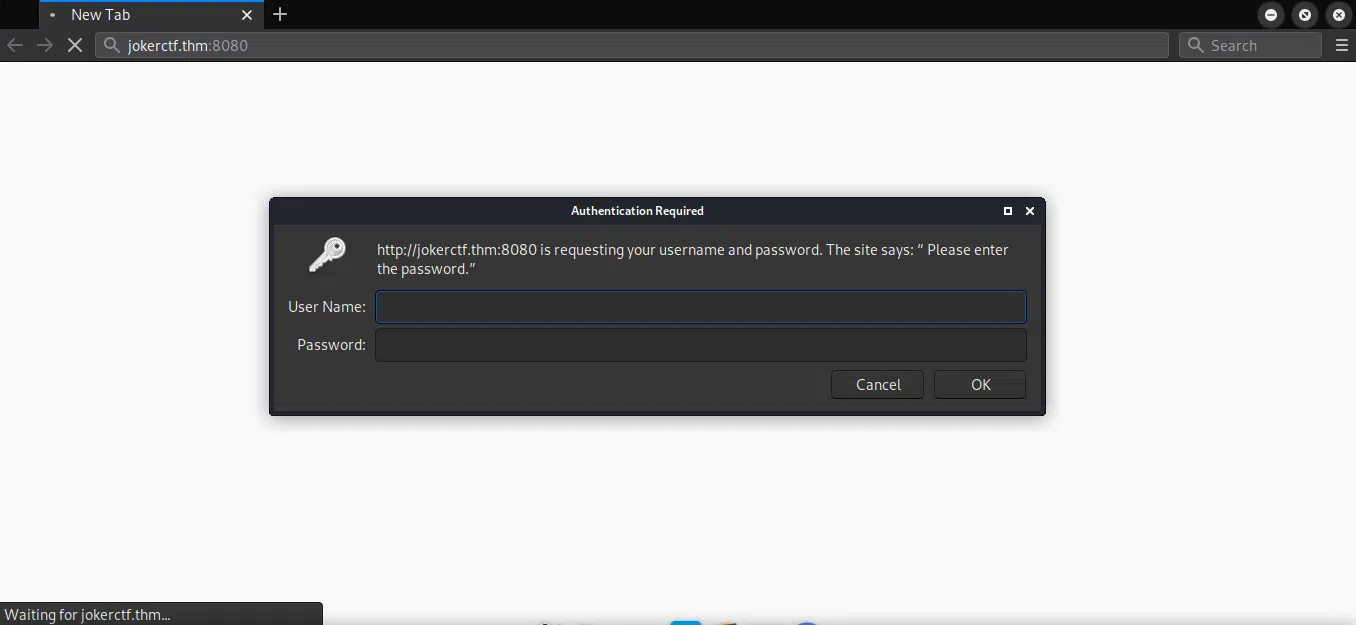 New Tab
jokerctf.thm:8080
Search
Authentication Required
http://jokerctf.thm:8080 is requesting your username and password. The site says: “ Please enter
the password.”
User Name:
Password:
Cancel
OK
Waiting for jokerctf.thm...